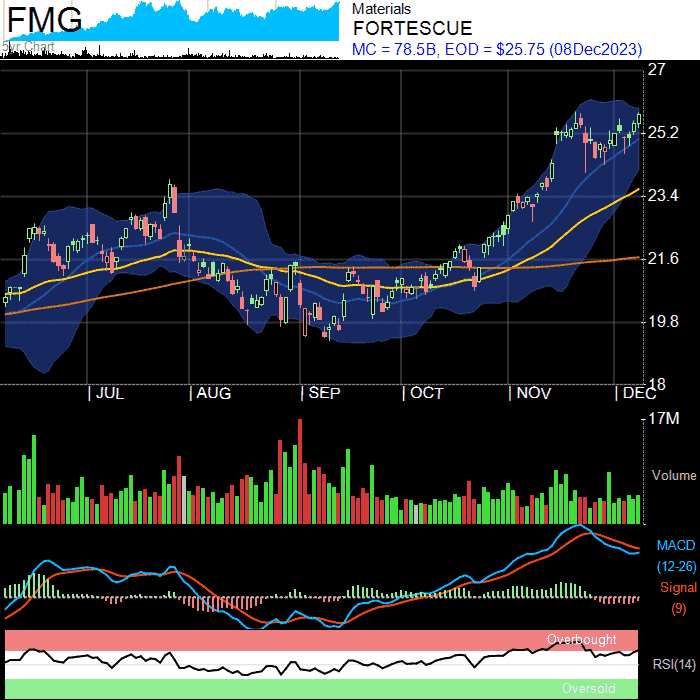 FMG
5yr Chart
Materials
FORTESCUE
MC = 78.5B, EOD = $25.75 (08Dec2023)
27
25.2
23.4
21.6
19.8
18
| JUL | AUG | SEP | OCT | NOV | DEC
17M
Volume
MACD
(12-26)
Signal
(9)
Overbought
RSI(14)
Oversold